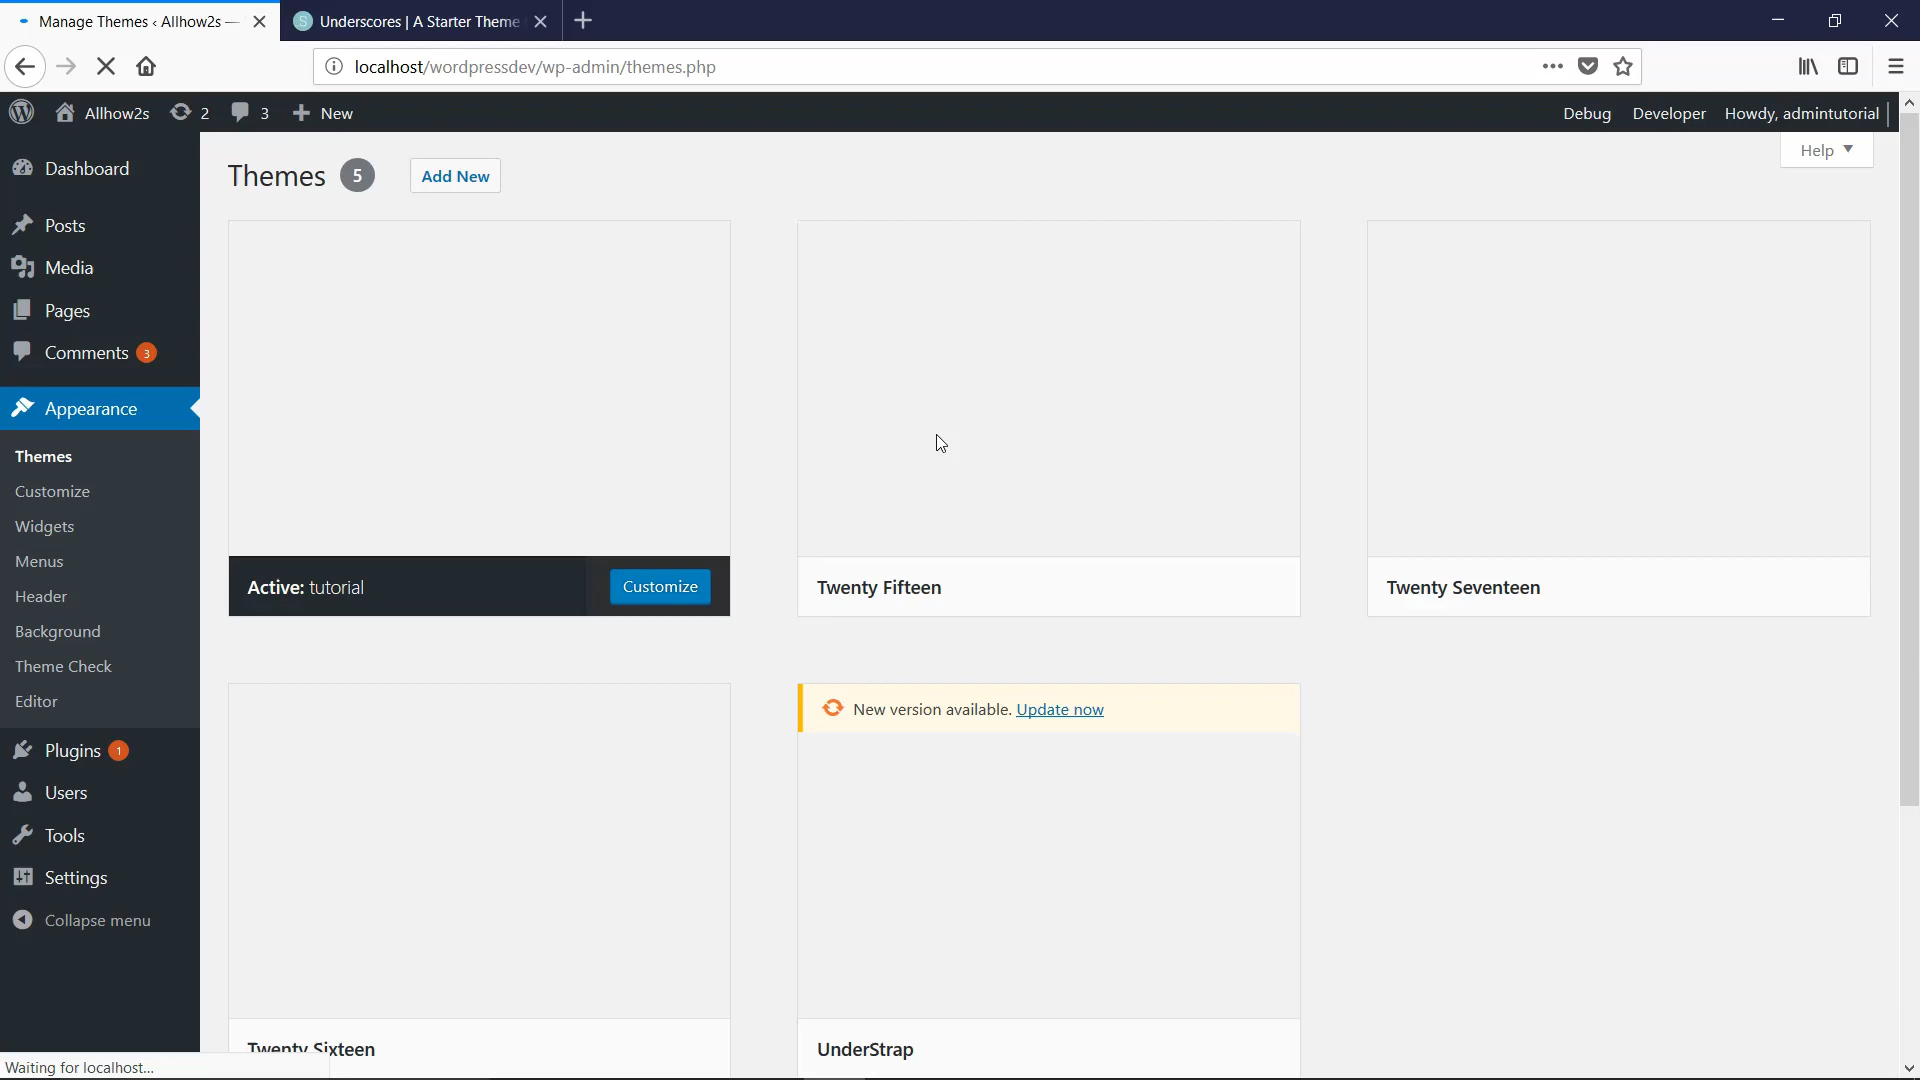 Manage Themes ‹ Allhow2s —
Underscores | A Starter Theme
localhost/wordpressdev/wp-admin/themes.php
Allhow2s 2 3 New
Debug Developer Howdy, admintutorial
Help
Themes 5 Add New
Dashboard
Posts
Media
Pages
Comments 3
Appearance
Themes
Customize
Widgets
Menus
Header
Background
Theme Check
Editor
Plugins 1
Users
Tools
Settings
Collapse menu
Active: tutorial Customize
Twenty Fifteen
Twenty Seventeen
New version available. Update now
Twenty Sixteen
UnderStrap
Waiting for localhost...